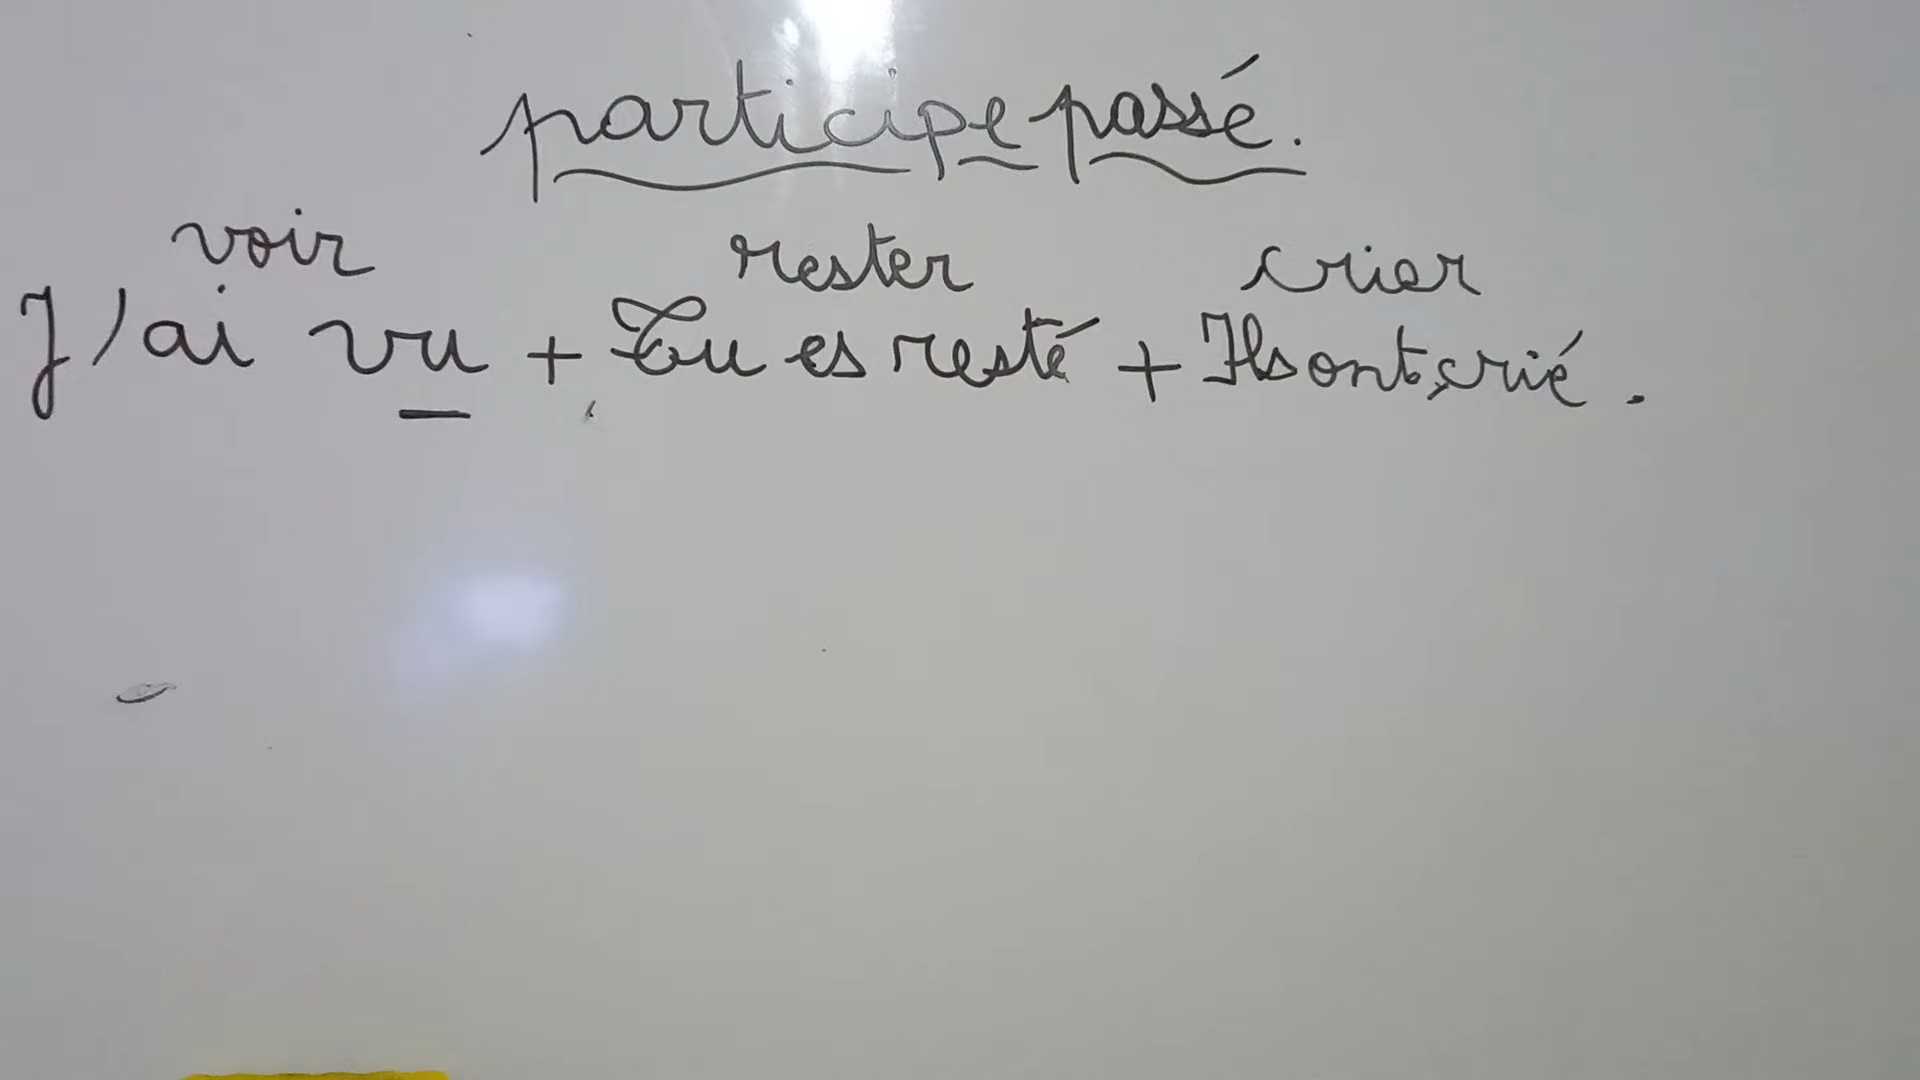 participe passé.
voir rester crier
J'ai vu + Tu es resté + Ils ont crié.